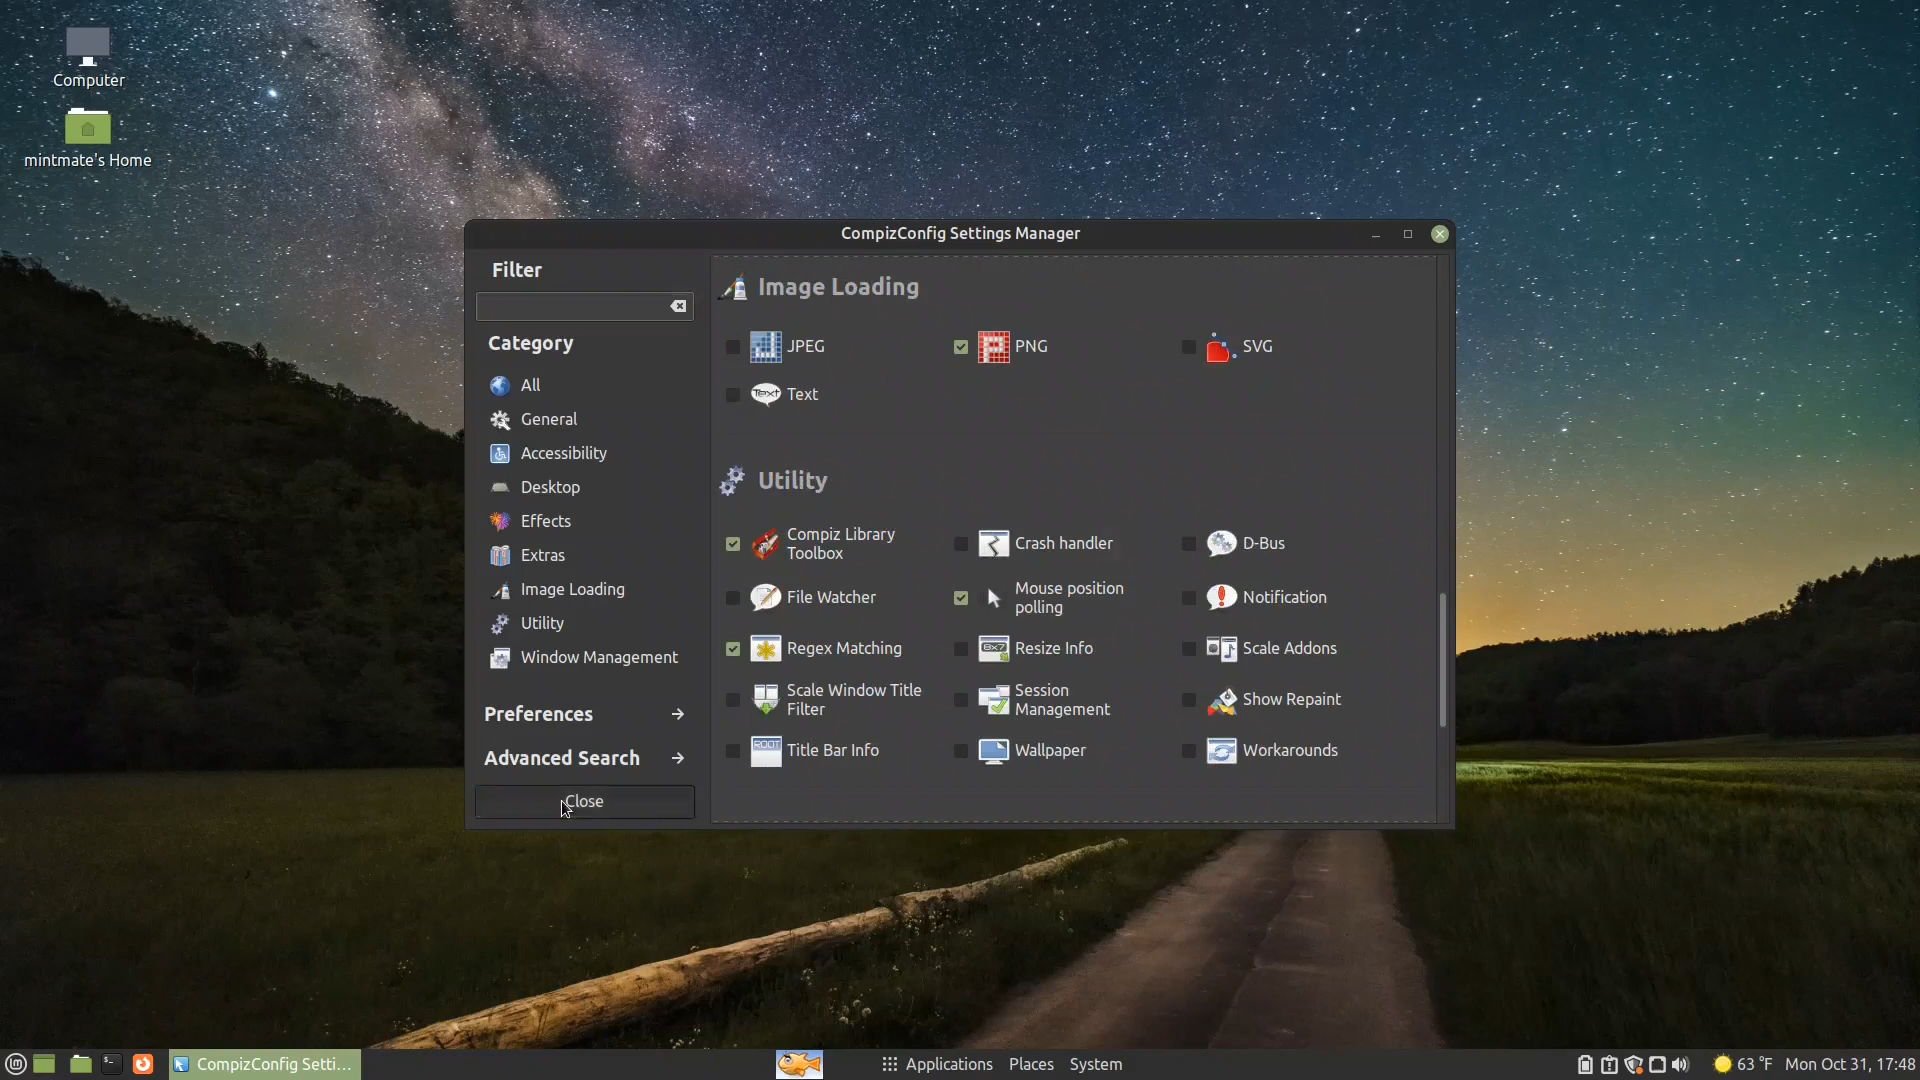 Computer
mintmate's Home
CompizConfig Settings Manager
Filter
Category
All
General
Accessibility
Desktop
Effects
Extras
Image Loading
Utility
Window Management
Preferences
Advanced Search
Close
Image Loading
JPEG
PNG
SVG
Text
Utility
Compiz Library
Toolbox
Crash handler
D-Bus
File Watcher
Mouse position
polling
Notification
Regex Matching
Resize Info
Scale Addons
Scale Window Title
Filter
Session
Management
Show Repaint
Title Bar Info
Wallpaper
Workarounds
CompizConfig Setti...
Applications
Places
System
63 °F
Mon Oct 31, 17:48